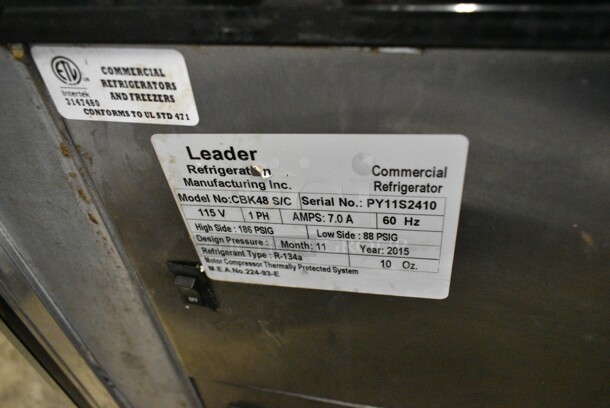 ETL
us
Intertek
3142480
COMMERCIAL
REFRIGERATORS
AND FREEZERS
CONFORMS TO UL STD 471
Leader
Refrigeration
Manufacturing Inc.
Commercial
Refrigerator
Model No:CBK48 S/C Serial No.: PY11S2410
115 V 1 PH AMPS: 7.0 A 60 Hz
High Side : 186 PSIG Low Side : 88 PSIG
Design Pressure : Month: 11 Year: 2015
Refrigerant Type : R-134a 10 Oz.
Motor Compressor Thermally Protected System
M.E.A.No.224-93-E